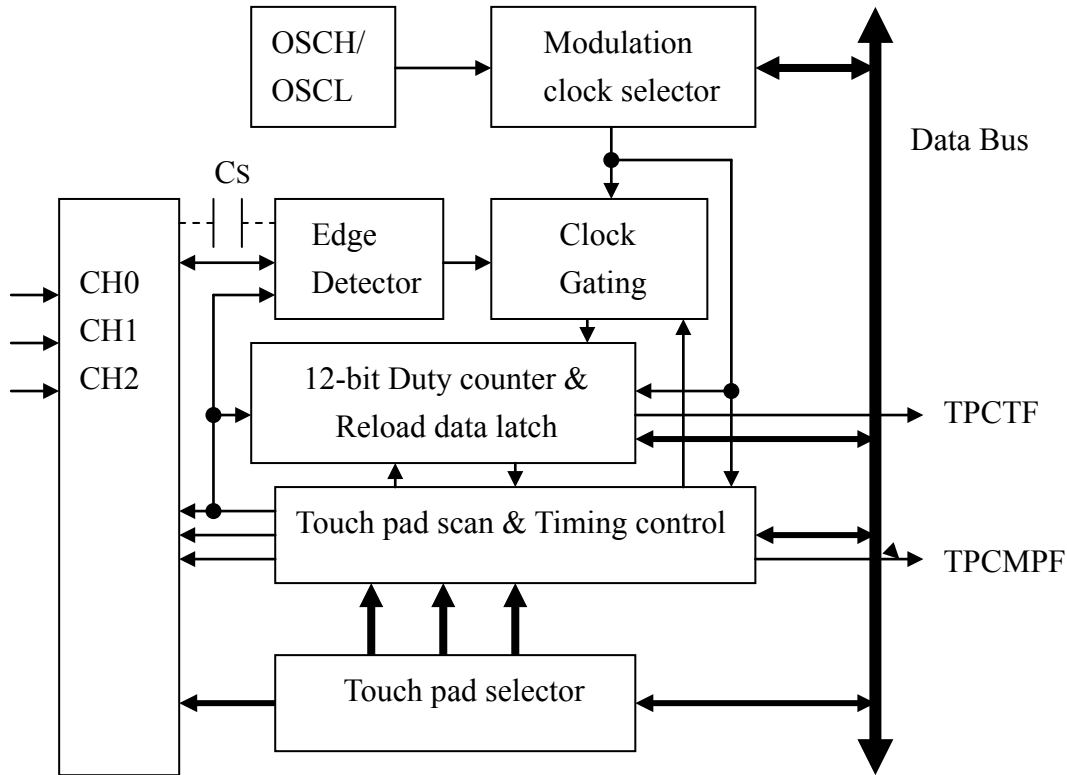 OSCH/
OSCL
Modulation
clock selector
Data Bus
Cs
Edge
Detector
Clock
Gating
CH0
CH1
CH2
12-bit Duty counter &
Reload data latch
TPCTF
Touch pad scan & Timing control
TPCMPF
Touch pad selector